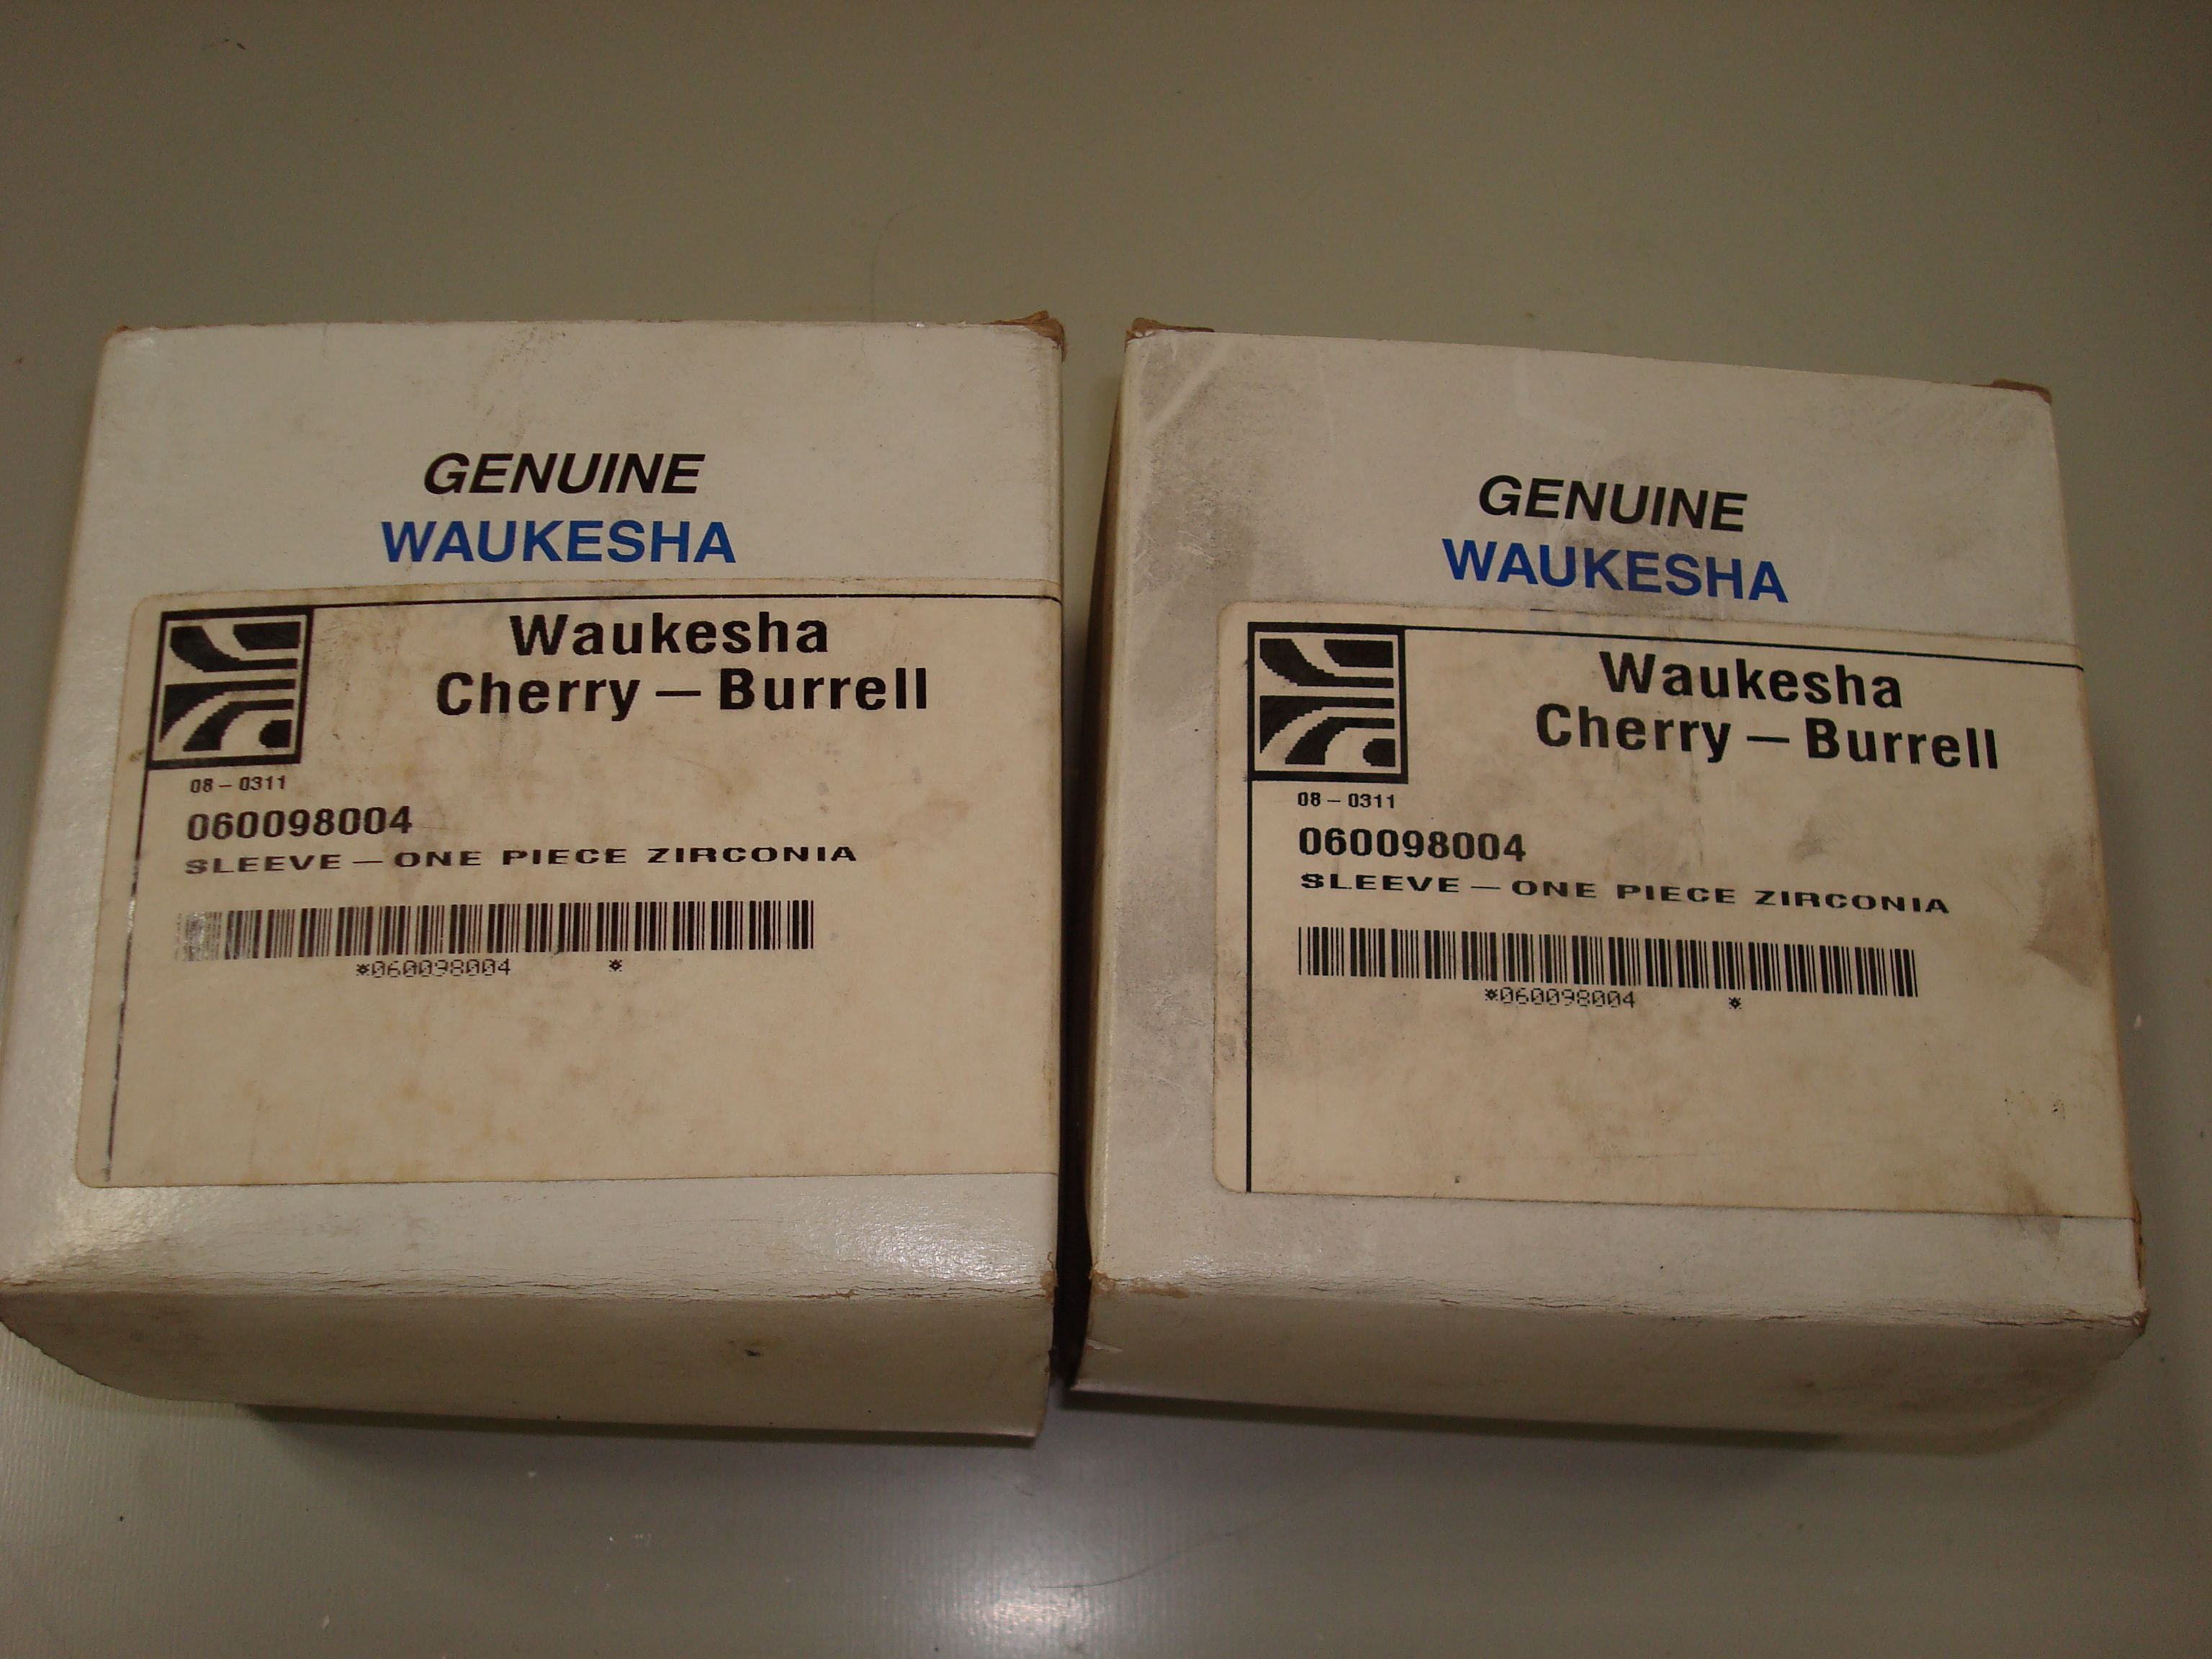 GENUINE
WAUKESHA
Waukesha
Cherry – Burrell
08 – 0311
060098004
SLEEVE – ONE PIECE ZIRCONIA
*060098004 *
GENUINE
WAUKESHA
Waukesha
Cherry – Burrell
08 – 0311
060098004
SLEEVE – ONE PIECE ZIRCONIA
*060098004 *